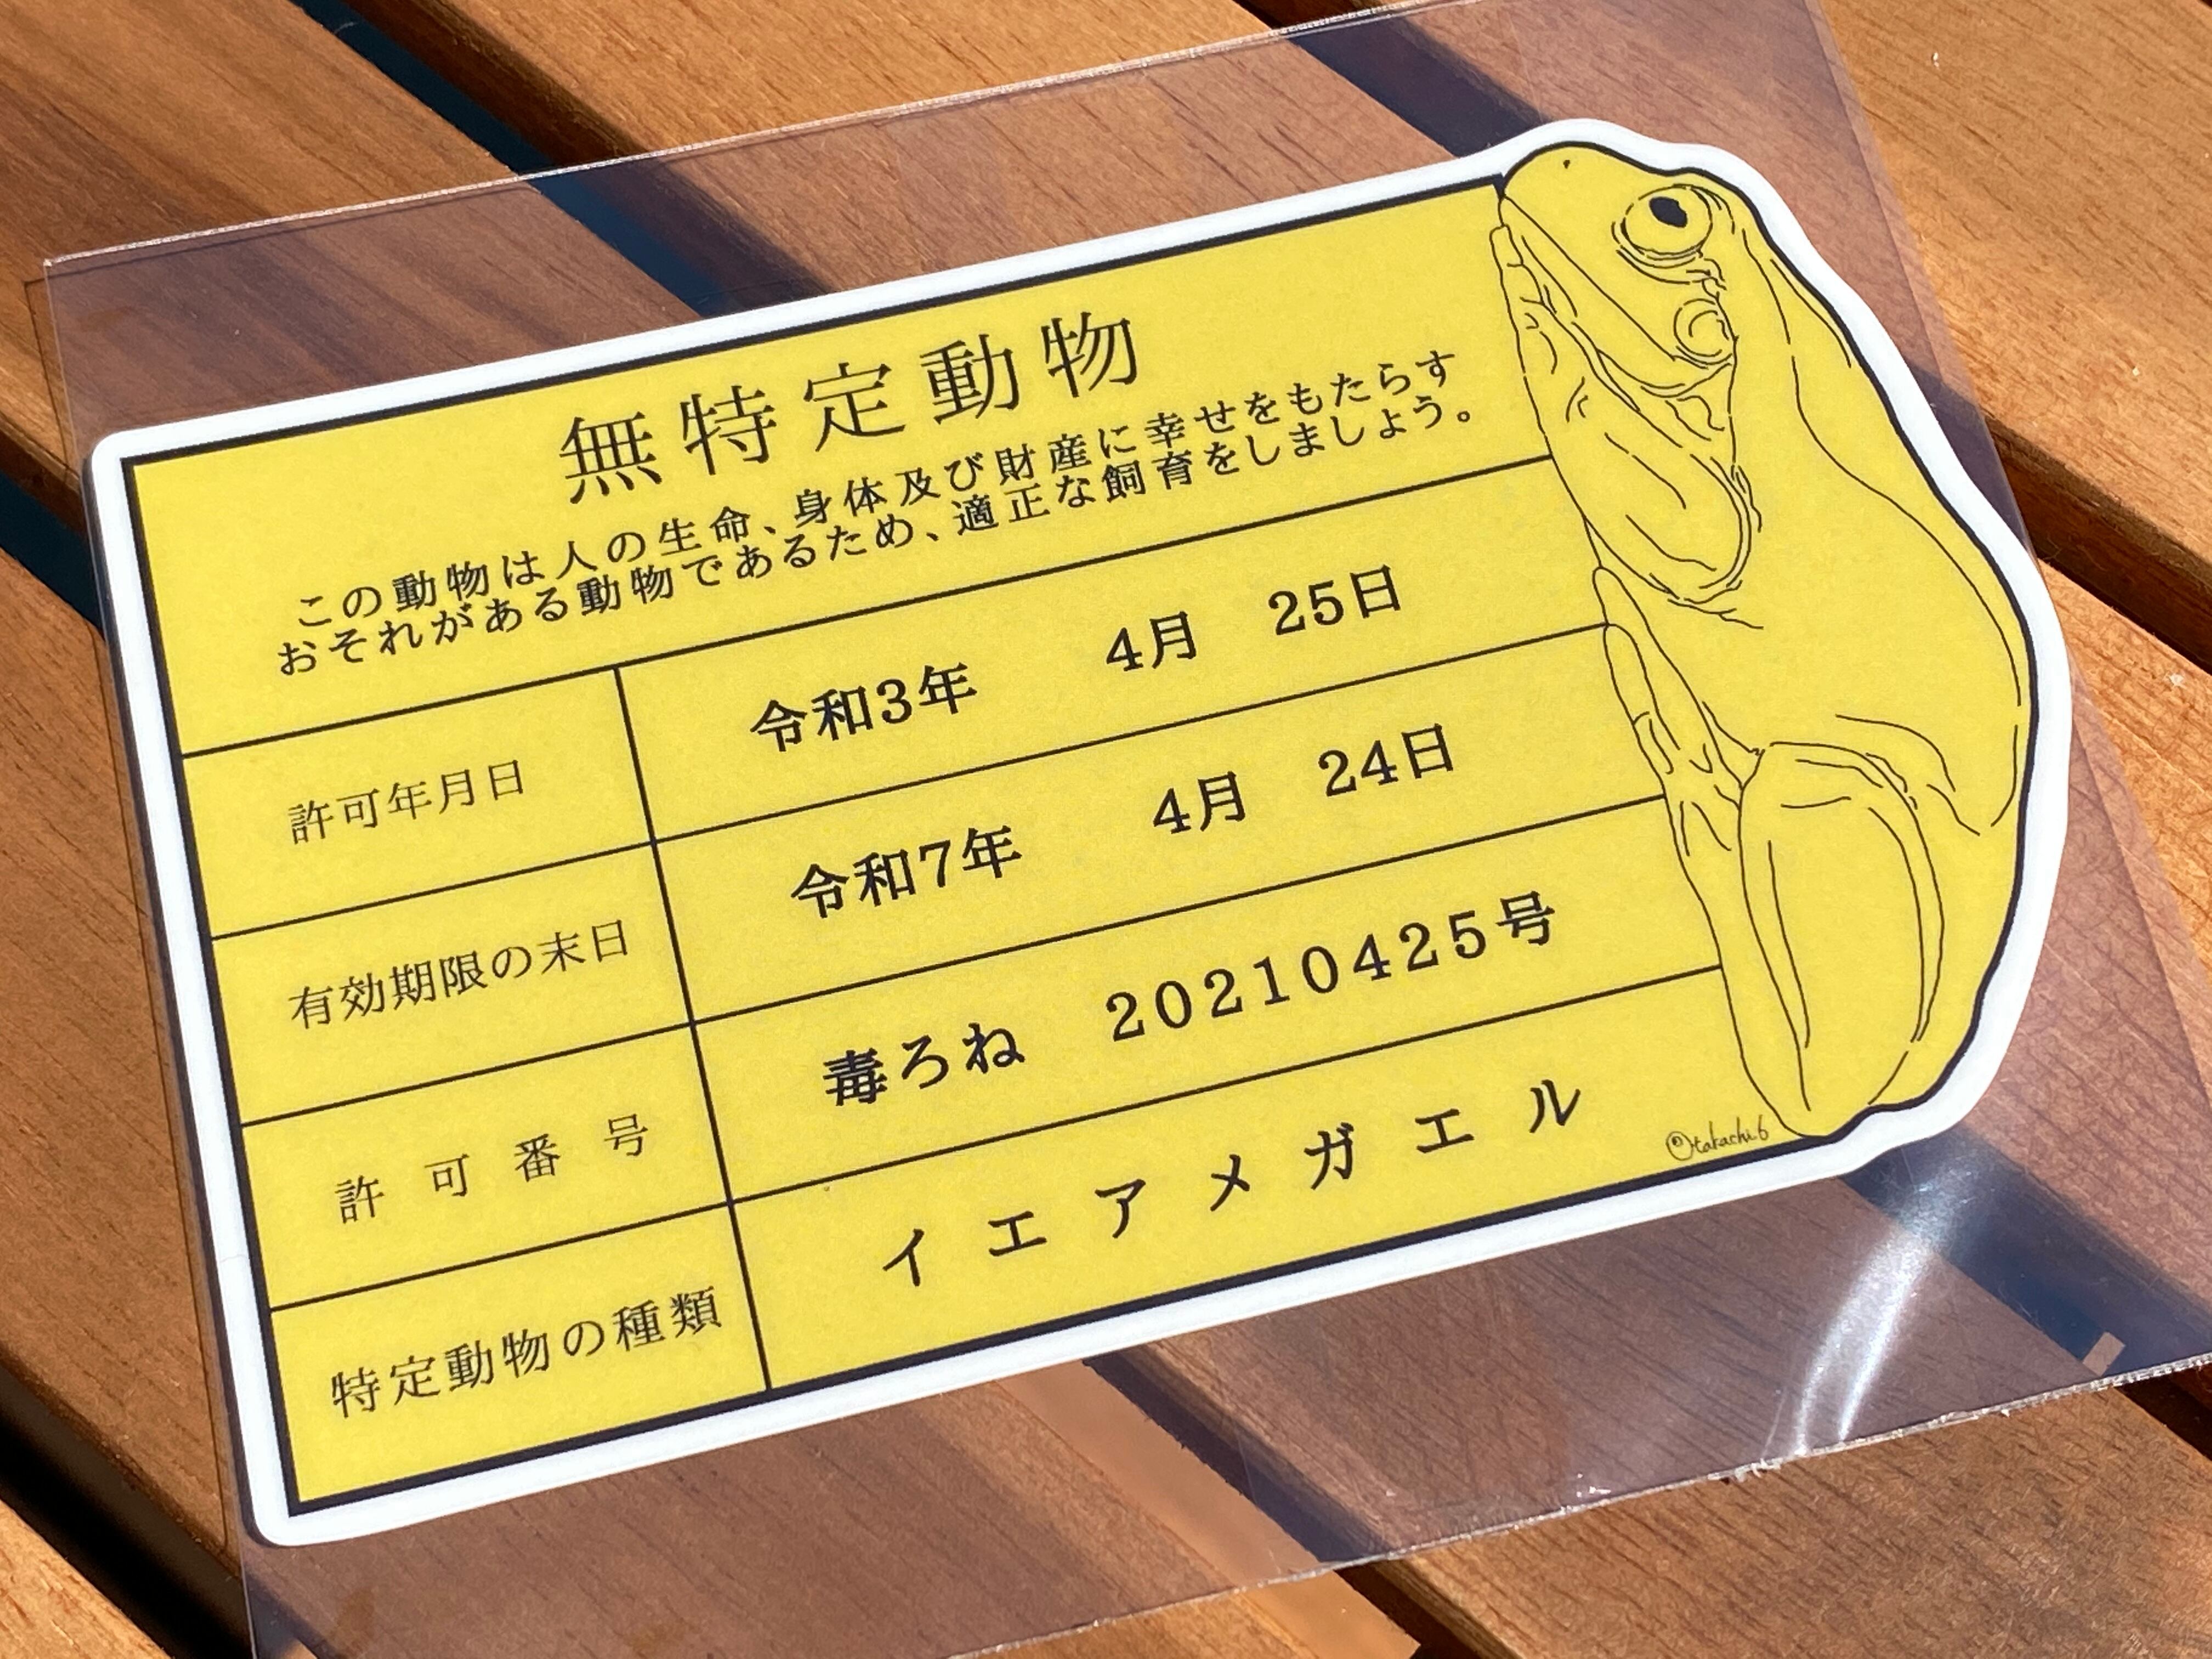 無特定動物
この動物は人の生命、身体及び財産に幸せをもたらす
おそれがある動物であるため、適正な飼育をしましょう。
許可年月日 令和3年 4月 25日
有効期限の末日 令和7年 4月 24日
許可番号 毒ろね 20210425号
特定動物の種類 イエアメガエル
takachi.6